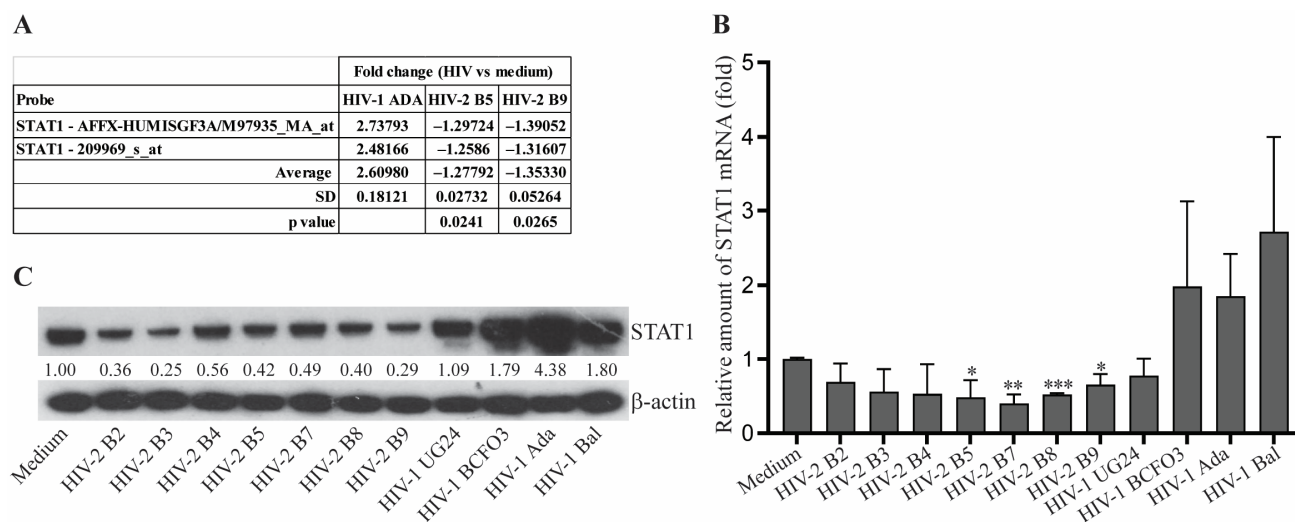 A
Fold change (HIV vs medium)
Probe HIV-1 ADA HIV-2 B5 HIV-2 B9
STAT1 - AFFX-HUMISGF3A/M97935_MA_at 2.73793 –1.29724 –1.39052
STAT1 - 209969_s_at 2.48166 –1.2586 –1.31607
Average 2.60980 –1.27792 –1.35330
SD 0.18121 0.02732 0.05264
p value 0.0241 0.0265
B
Relative amount of STAT1 mRNA (fold)
5
4
3
2
1
0
* ** *** *
Medium HIV-2 B2 HIV-2 B3 HIV-2 B4 HIV-2 B5 HIV-2 B7 HIV-2 B8 HIV-2 B9 HIV-1 UG24 HIV-1 BCFO3 HIV-1 Ada HIV-1 Bal
C
STAT1
1.00 0.36 0.25 0.56 0.42 0.49 0.40 0.29 1.09 1.79 4.38 1.80
β-actin
Medium HIV-2 B2 HIV-2 B3 HIV-2 B4 HIV-2 B5 HIV-2 B7 HIV-2 B8 HIV-2 B9 HIV-1 UG24 HIV-1 BCFO3 HIV-1 Ada HIV-1 Bal